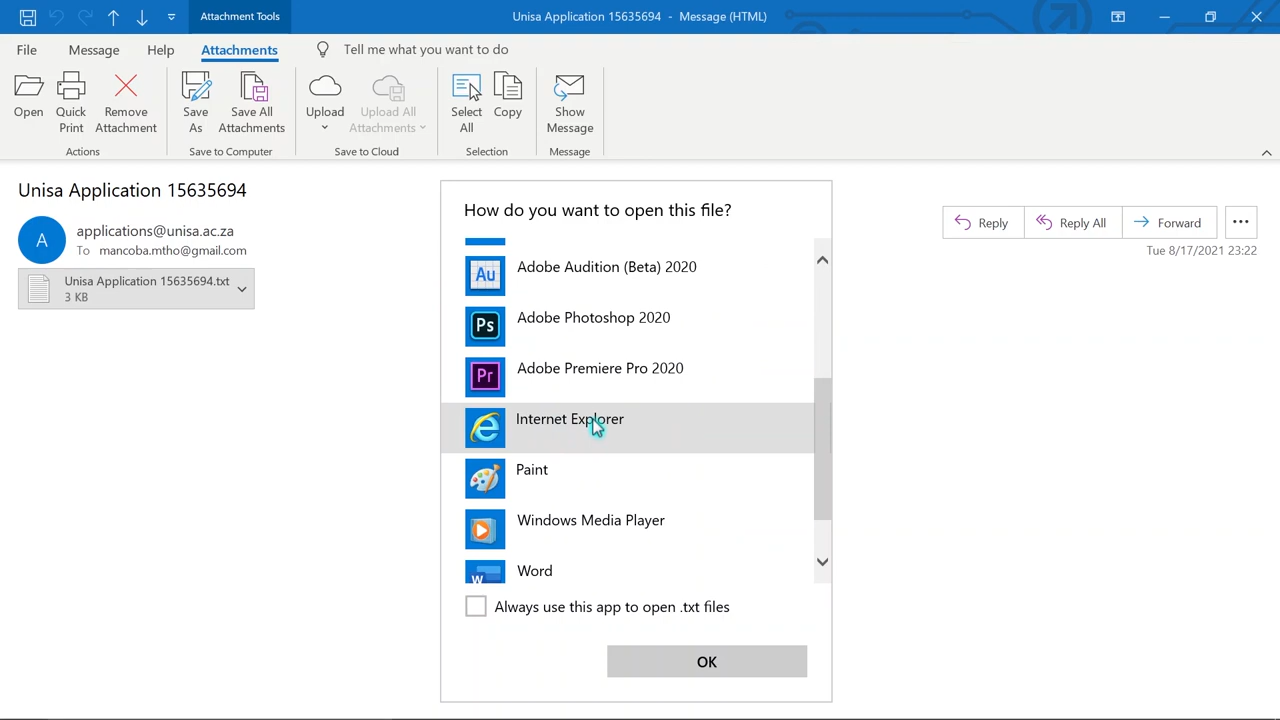 Attachment Tools
Unisa Application 15635694 - Message (HTML)
File
Message
Help
Attachments
Tell me what you want to do
Open
Quick
Print
Remove
Attachment
Save
As
Save All
Attachments
Upload
Upload All
Attachments
Select
All
Copy
Show
Message
Actions
Save to Computer
Save to Cloud
Selection
Message
Unisa Application 15635694
A
applications@unisa.ac.za
To mancoba.mtho@gmail.com
Unisa Application 15635694.txt
3 KB
Reply
Reply All
Forward
Tue 8/17/2021 23:22
How do you want to open this file?
Au
Adobe Audition (Beta) 2020
Ps
Adobe Photoshop 2020
Pr
Adobe Premiere Pro 2020
Internet Explorer
Paint
Windows Media Player
W
Word
Always use this app to open .txt files
OK